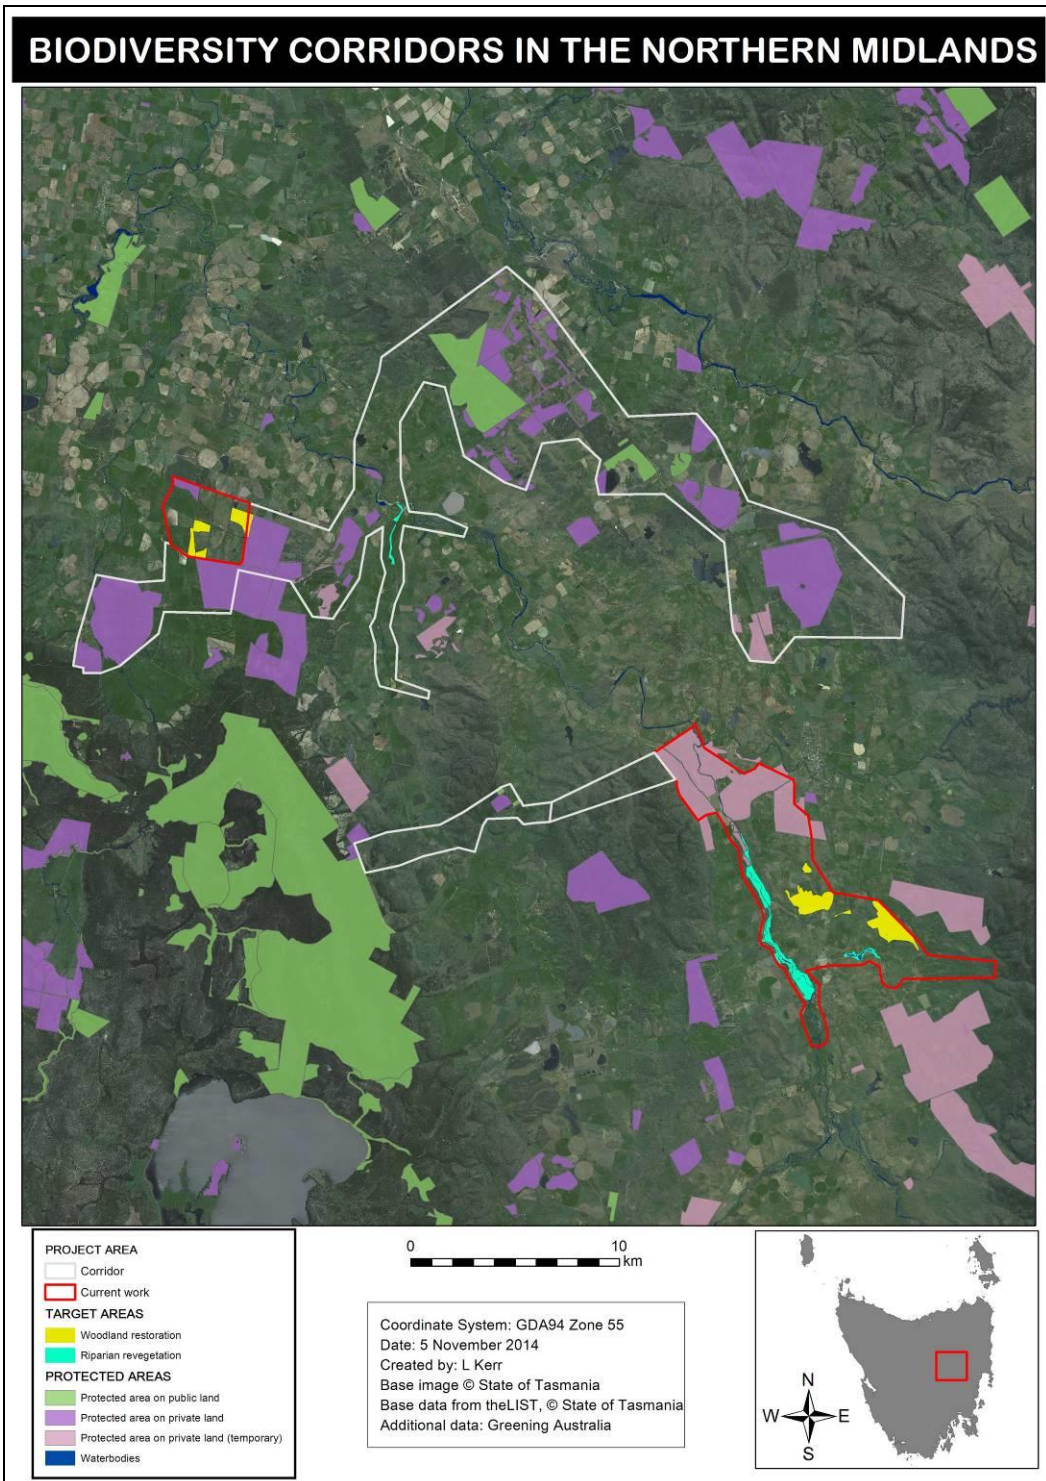 BIODIVERSITY CORRIDORS IN THE NORTHERN MIDLANDS
PROJECT AREA
Corridor
Current work
TARGET AREAS
Woodland restoration
Riparian revegetation
PROTECTED AREAS
Protected area on public land
Protected area on private land
Protected area on private land (temporary)
Waterbodies
0 10
km
Coordinate System: GDA94 Zone 55
Date: 5 November 2014
Created by: L Kerr
Base image © State of Tasmania
Base data from theLIST, © State of Tasmania
Additional data: Greening Australia
N
W E
S